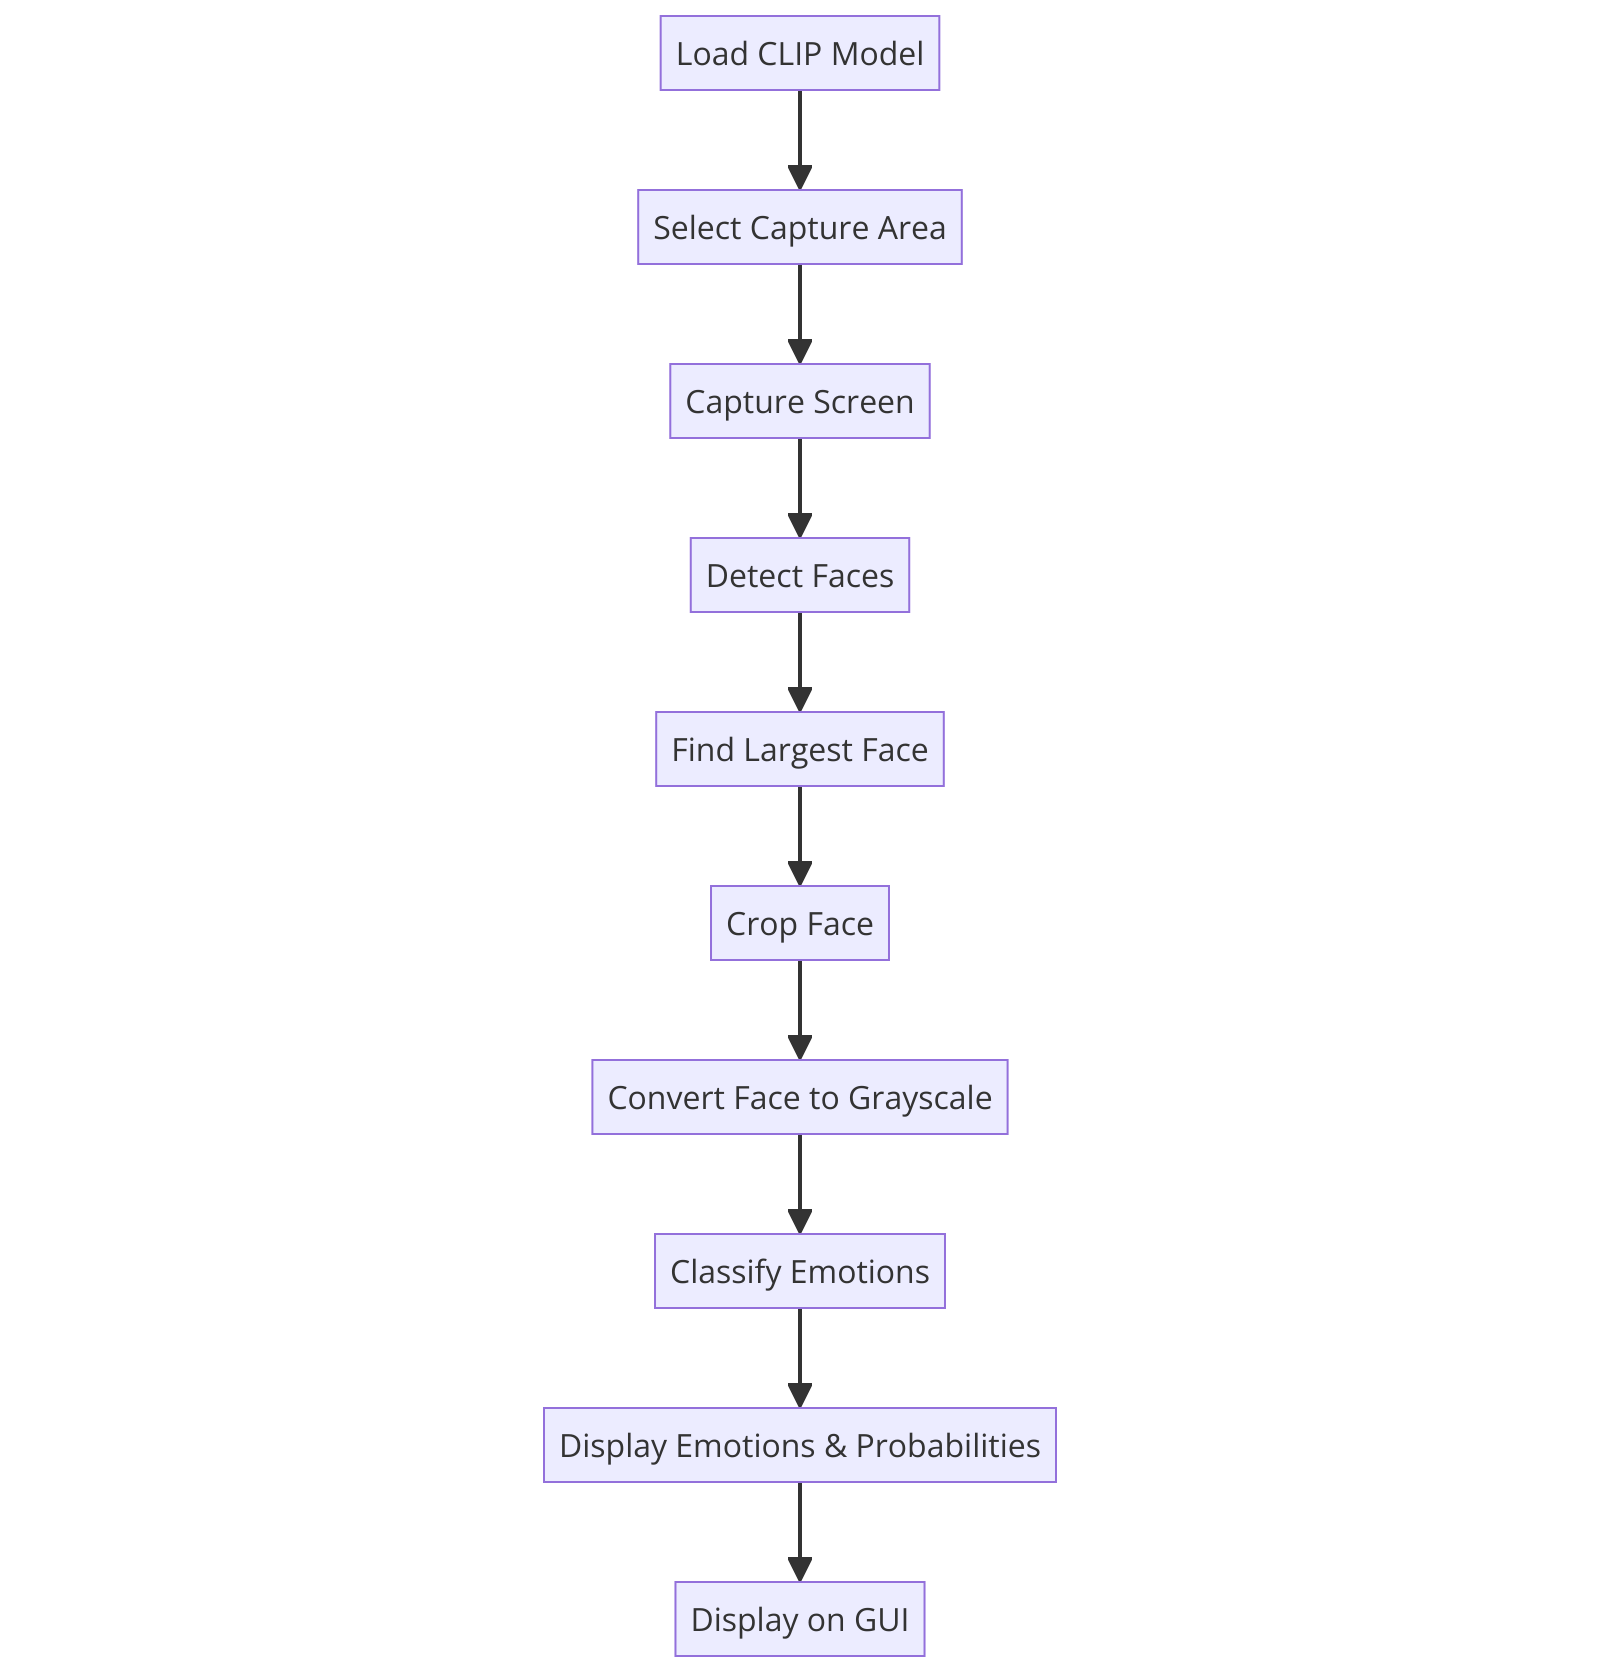 Load CLIP Model
Select Capture Area
Capture Screen
Detect Faces
Find Largest Face
Crop Face
Convert Face to Grayscale
Classify Emotions
Display Emotions & Probabilities
Display on GUI